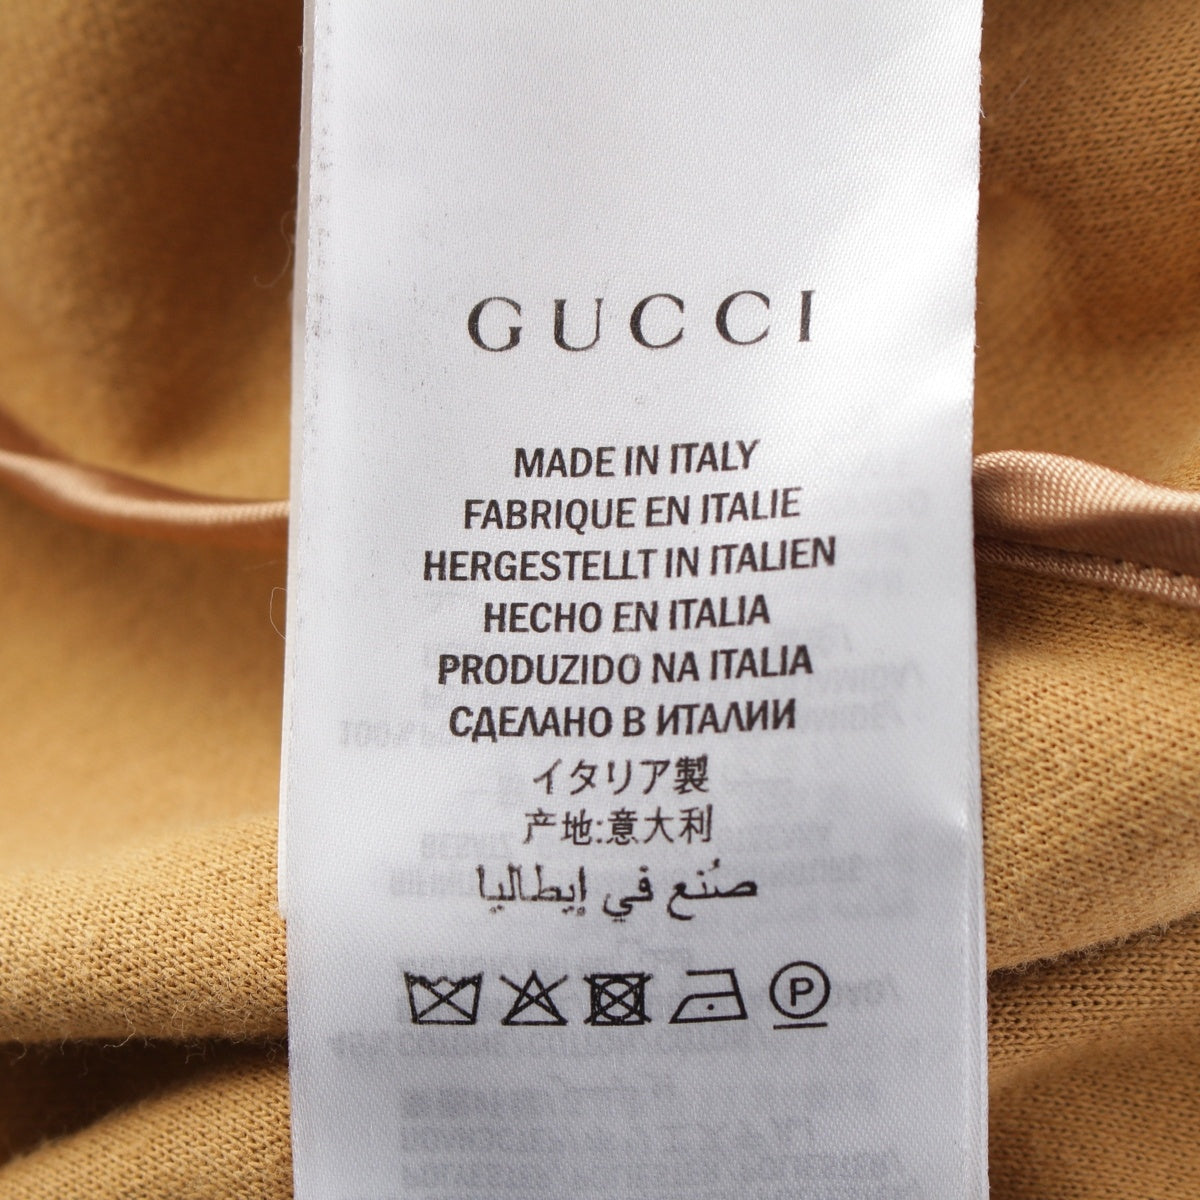 GUCCI
MADE IN ITALY
FABRIQUE EN ITALIE
HERGESTELLT IN ITALIEN
HECHO EN ITALIA
PRODUZIDO NA ITALIA
СДЕЛАНО В ИТАЛИИ
イタリア製
产地:意大利
صُنع في إيطاليا
P